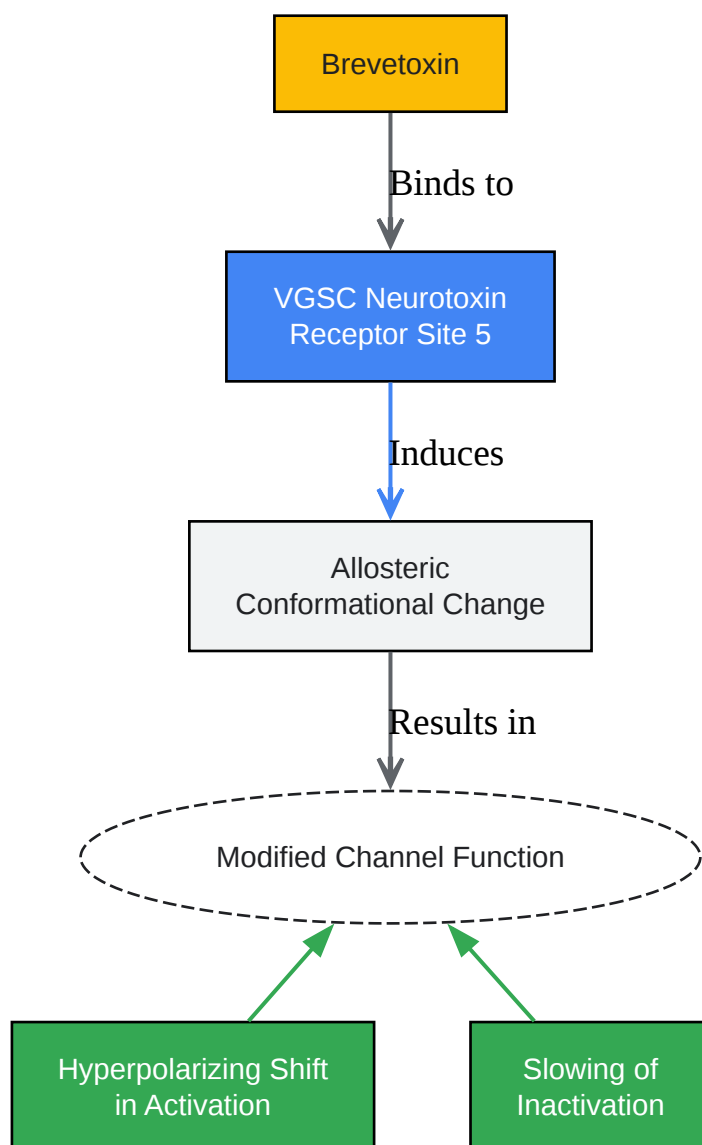 Brevetoxin
Binds to
VGSC Neurotoxin
Receptor Site 5
Induces
Allosteric
Conformational Change
Results in
Modified Channel Function
Hyperpolarizing Shift
in Activation
Slowing of
Inactivation